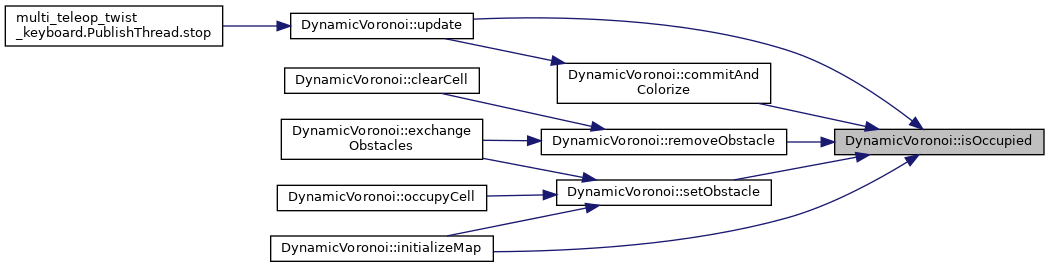 multi_teleop_twist
_keyboard.PublishThread.stop
DynamicVoronoi::update
DynamicVoronoi::commitAnd
Colorize
DynamicVoronoi::clearCell
DynamicVoronoi::exchange
Obstacles
DynamicVoronoi::removeObstacle
DynamicVoronoi::isOccupied
DynamicVoronoi::setObstacle
DynamicVoronoi::occupyCell
DynamicVoronoi::initializeMap